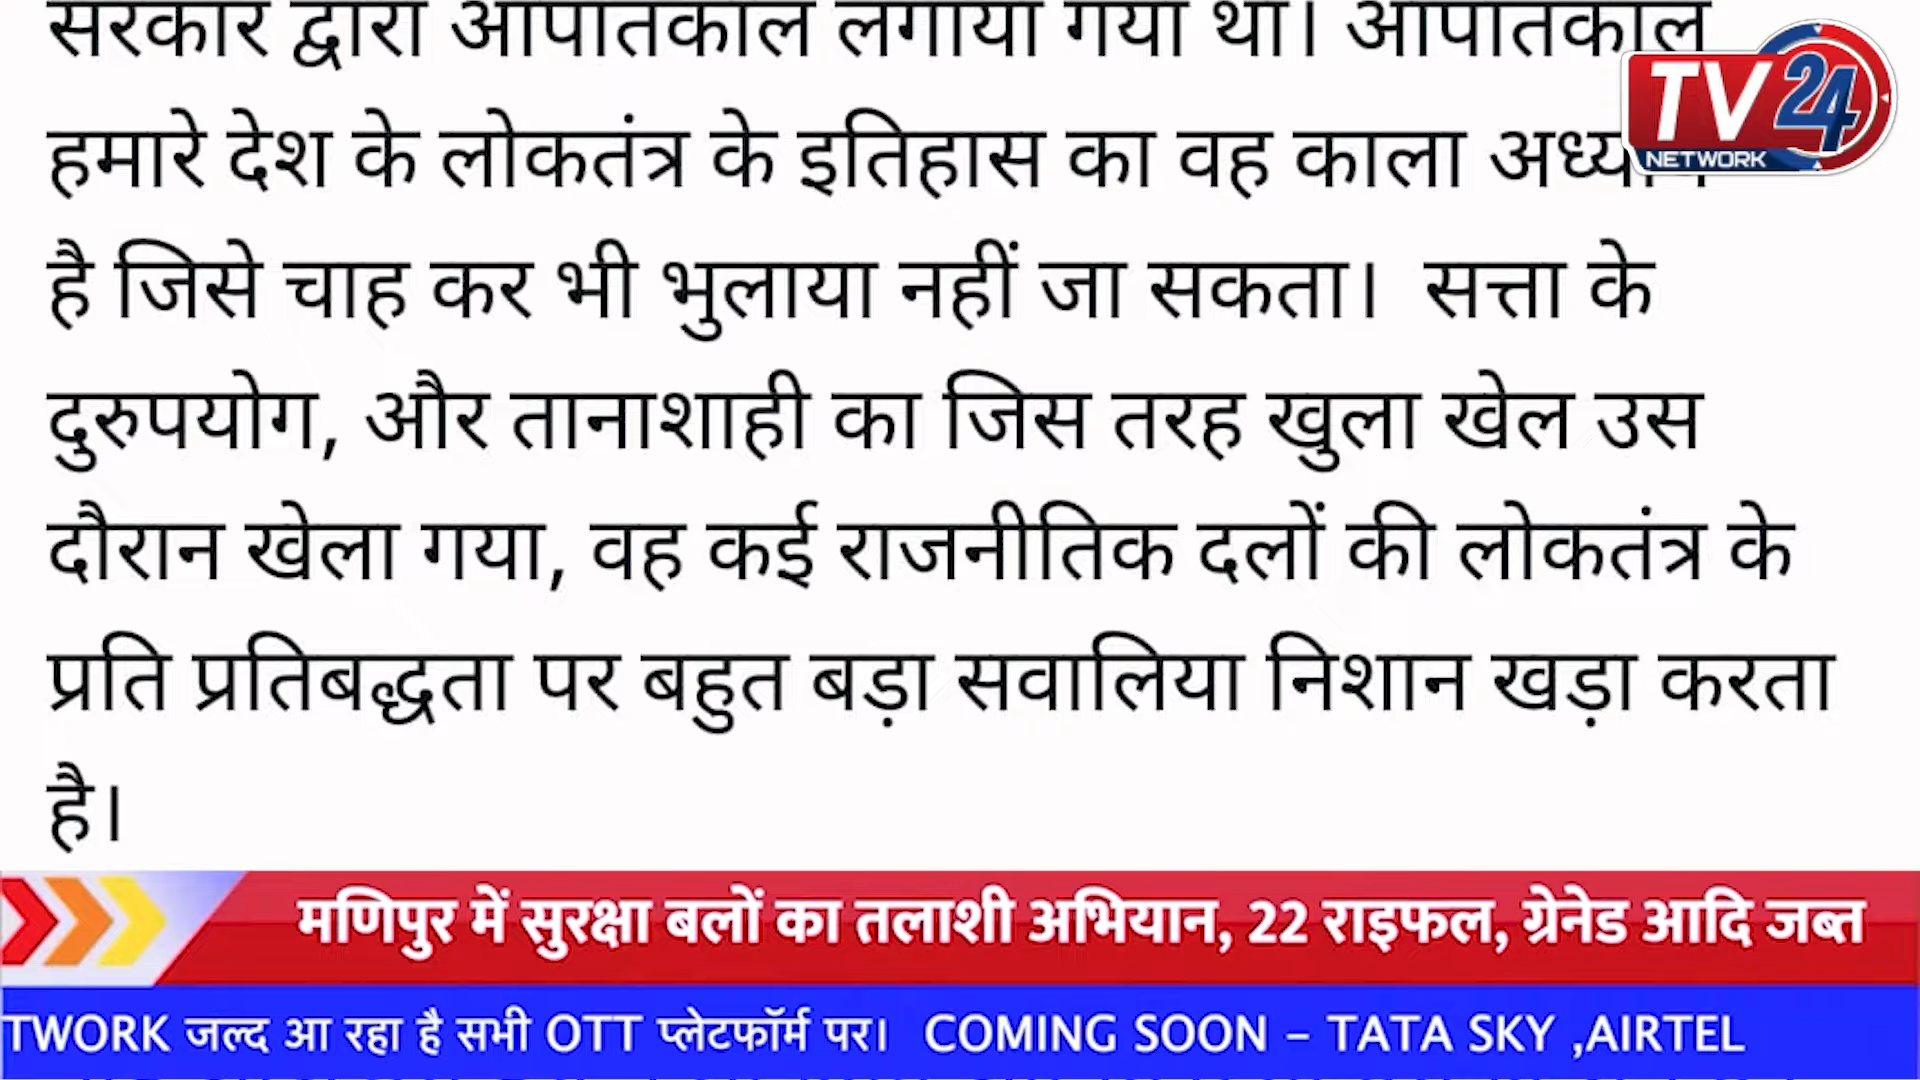 सरकार द्वारा आपातकाल लगाया गया था। आपातकाल
हमारे देश के लोकतंत्र के इतिहास का वह काला
है जिसे चाह कर भी भुलाया नहीं जा सकता। सत्ता के
दुरुपयोग, और तानाशाही का जिस तरह खुला खेल उस
दौरान खेला गया, वह कई राजनीतिक दलों की लोकतंत्र के
प्रति प्रतिबद्धता पर बहुत बड़ा सवालिया निशान खड़ा करता
है।
TV 24
NETWORK
मणिपुर में सुरक्षा बलों का तलाशी अभियान, 22 राइफल, ग्रेनेड आदि जब्त
TWORK जल्द आ रहा है सभी OTT प्लेटफॉर्म पर। COMING SOON – TATA SKY ,AIRTEL